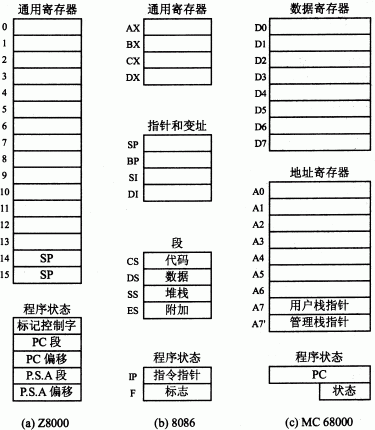 通用寄存器
0
1
2
3
4
5
6
7
8
9
10
11
12
13
14 SP
15 SP
程序状态
标记控制字
PC 段
PC 偏移
P.S.A 段
P.S.A 偏移
(a) Z8000
通用寄存器
AX
BX
CX
DX
指针和变址
SP
BP
SI
DI
段
CS 代码
DS 数据
SS 堆栈
ES 附加
程序状态
IP 指令指针
F 标志
(b) 8086
数据寄存器
D0
D1
D2
D3
D4
D5
D6
D7
地址寄存器
A0
A1
A2
A3
A4
A5
A6
A7 用户栈指针
A7' 管理栈指针
程序状态
PC
状态
(c) MC 68000